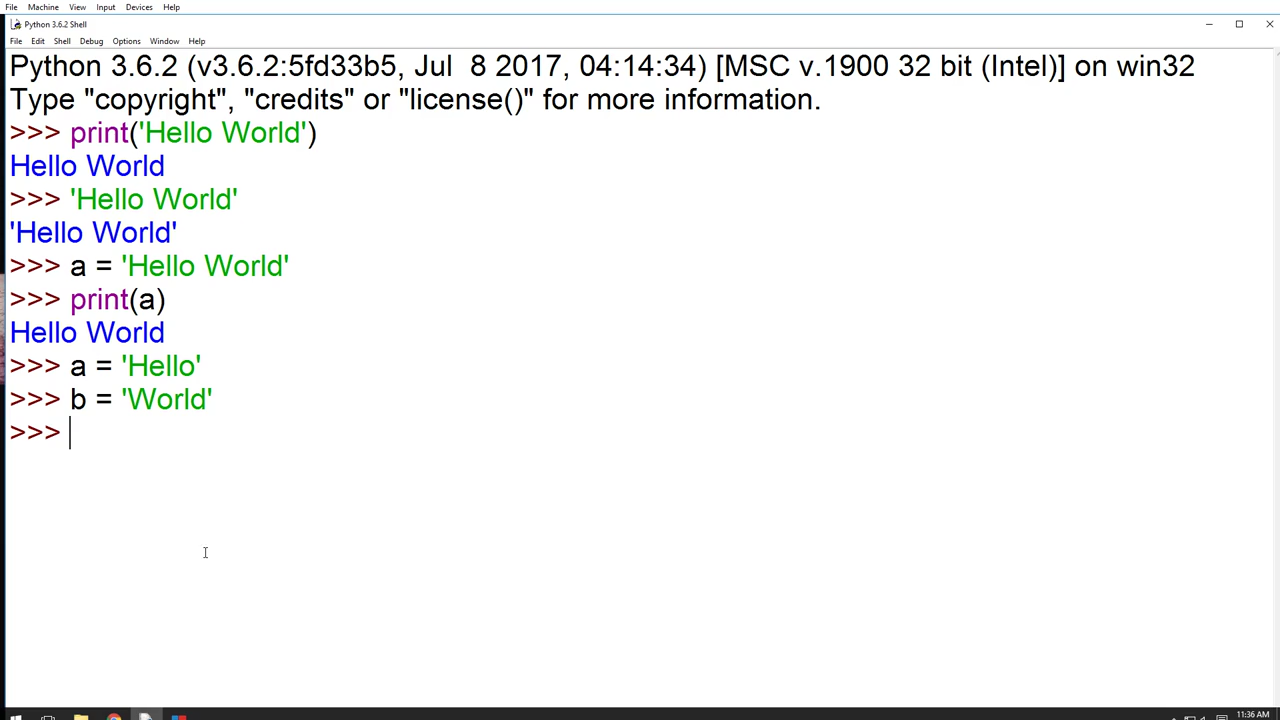 File Machine View Input Devices Help
Python 3.6.2 Shell
File Edit Shell Debug Options Window Help
Python 3.6.2 (v3.6.2:5fd33b5, Jul  8 2017, 04:14:34) [MSC v.1900 32 bit (Intel)] on win32
Type "copyright", "credits" or "license()" for more information.
>>> print('Hello World')
Hello World
>>> 'Hello World'
'Hello World'
>>> a = 'Hello World'
>>> print(a)
Hello World
>>> a = 'Hello'
>>> b = 'World'
>>>
11:36 AM